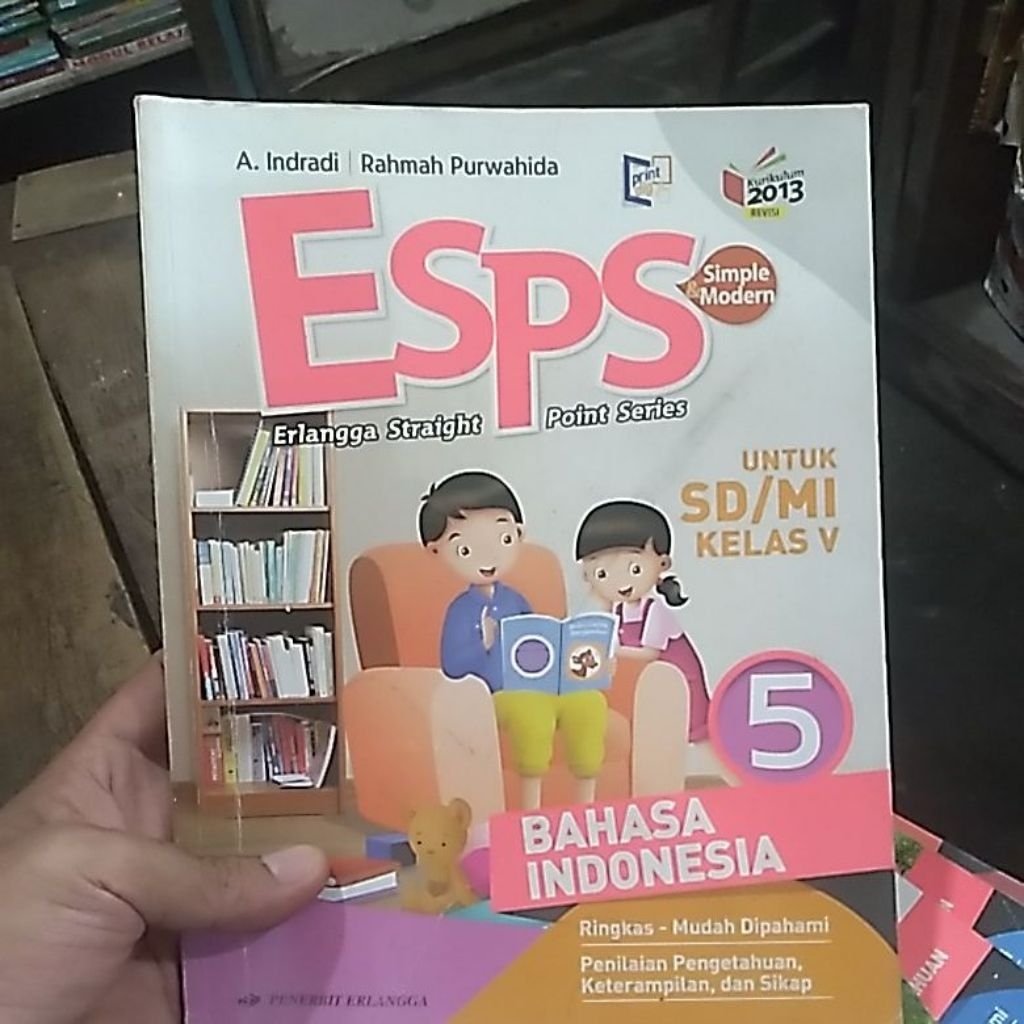 A. Indradi | Rahmah Purwahida
print
Kurikulum
2013
REVISI
ESPS
Simple
& Modern
Erlangga Straight Point Series
UNTUK
SD/MI
KELAS V
5
BAHASA
INDONESIA
Ringkas - Mudah Dipahami
Penilaian Pengetahuan,
Keterampilan, dan Sikap
PENERBIT ERLANGGA